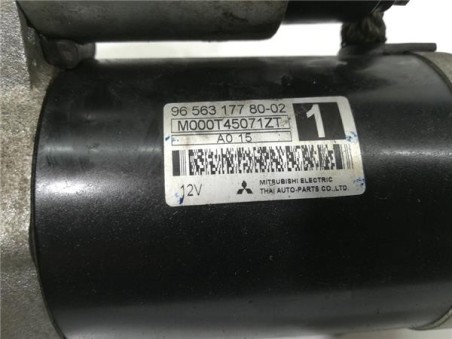 96 563 177 80-02
M000T45071ZT
1
A0 15
12V
MITSUBISHI ELECTRIC
THAI AUTO-PARTS CO.,LTD.